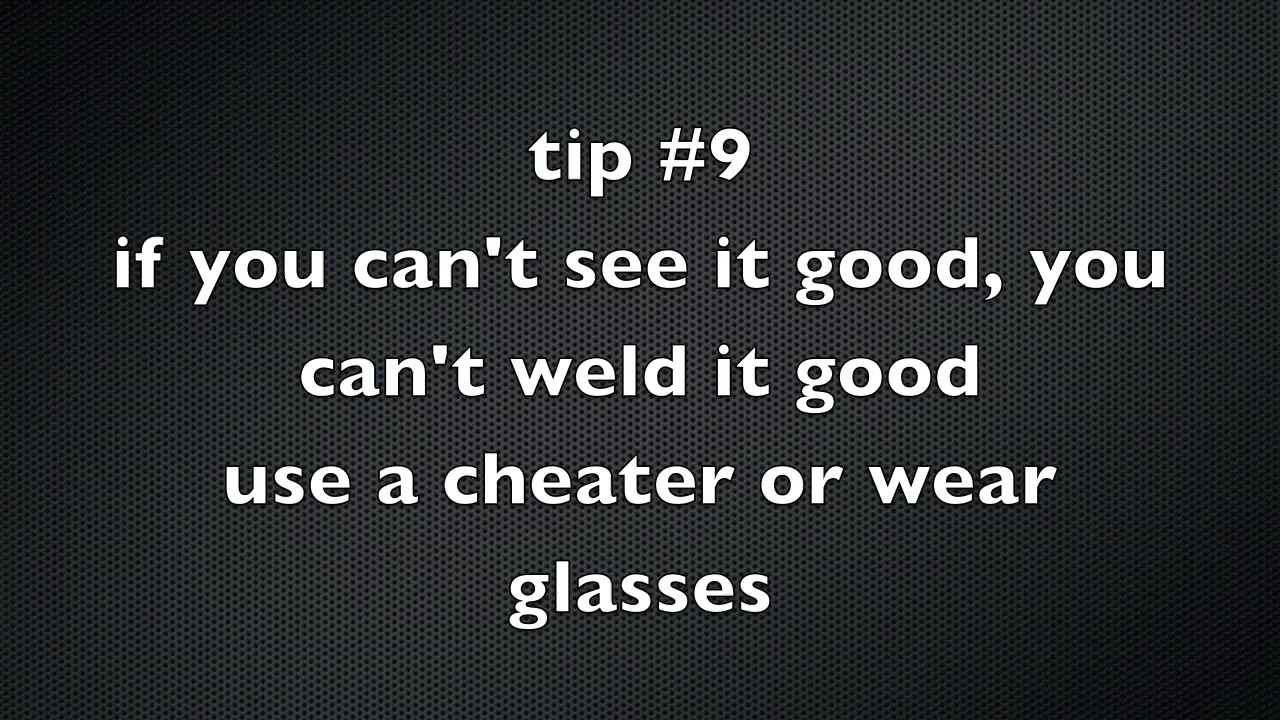 tip #9
if you can't see it good, you
can't weld it good
use a cheater or wear
glasses